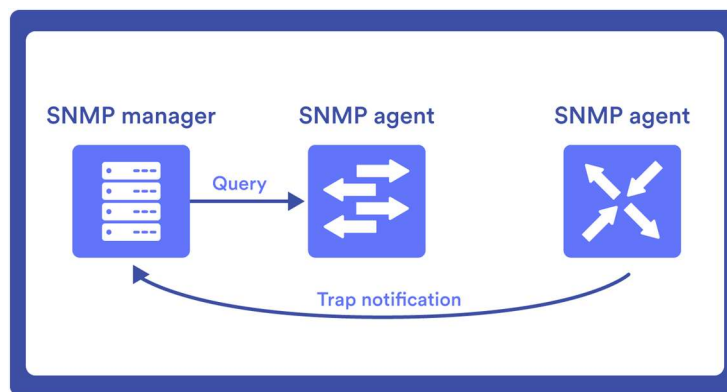 SNMP manager
SNMP agent
SNMP agent
Query
Trap notification